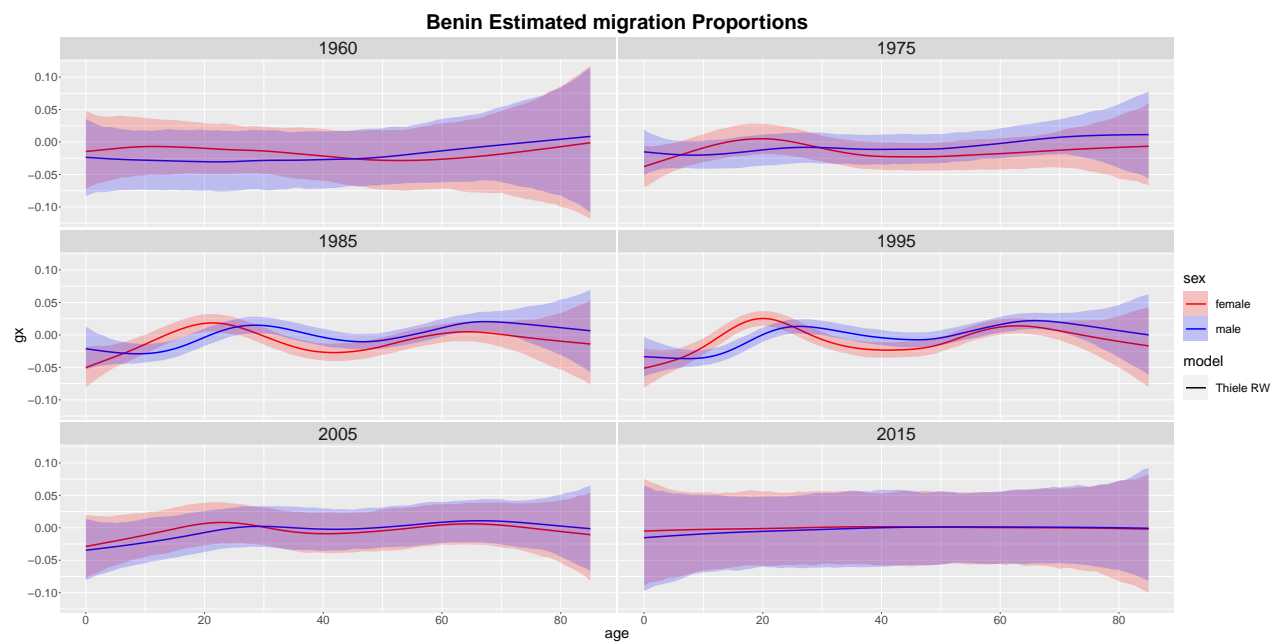 Benin Estimated migration Proportions
1960
1975
0.10
0.05
0.00
−0.05
−0.10
1985
1995
0.10
0.05
0.00
−0.05
−0.10
gx
2005
2015
0.10
0.05
0.00
−0.05
−0.10
0 20 40 60 80
0 20 40 60 80
age
sex
female
male
model
Thiele RW